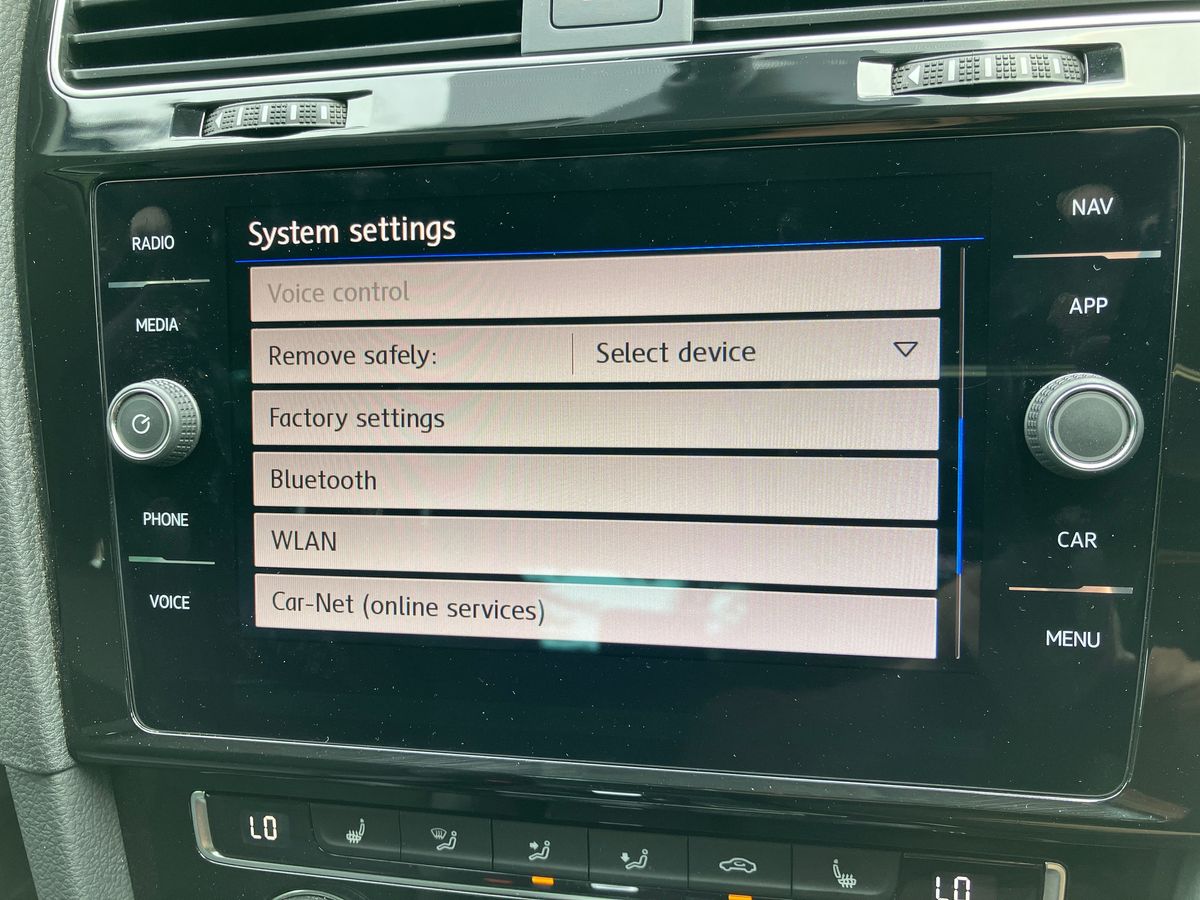 System settings
Voice control
Remove safely: Select device
Factory settings
Bluetooth
WLAN
Car-Net (online services)
RADIO
MEDIA
PHONE
VOICE
NAV
APP
CAR
MENU
LO
LO